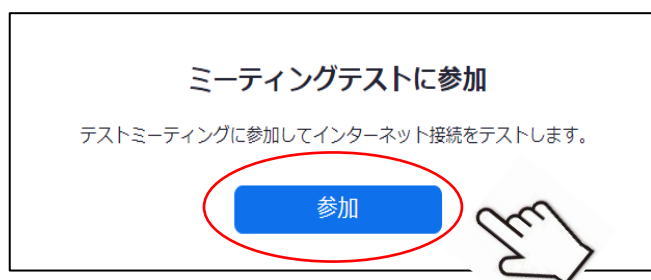 ミーティングテストに参加
テストミーティングに参加してインターネット接続をテストします。
参加